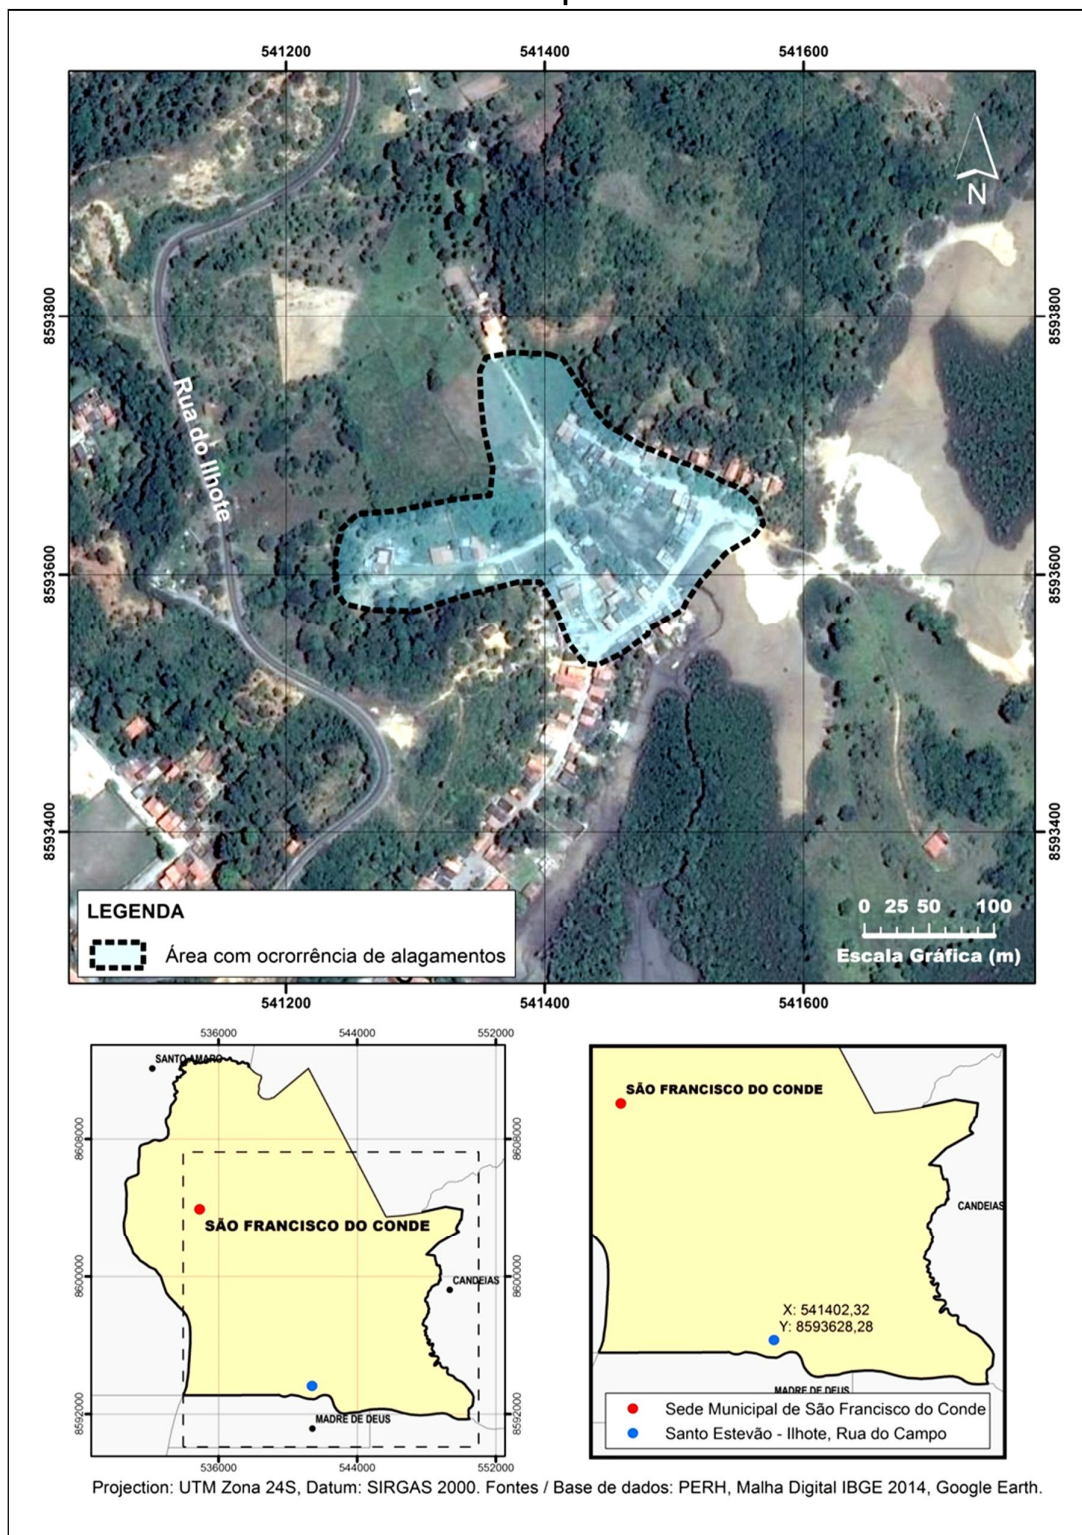 541200 541400 541600
N
8593800 8593800
Rua do Ilhote
8593600 8593600
8593400 8593400
LEGENDA
Área com ocrorrência de alagamentos
0 25 50 100
Escala Gráfica (m)
541200 541400 541600
536000 544000 552000
SANTO AMARO
8608000 8608000
SÃO FRANCISCO DO CONDE
8600000 8600000
CANDEIAS
8592000 8592000
MADRE DE DEUS
536000 544000 552000
SÃO FRANCISCO DO CONDE
CANDEIAS
X: 541402,32
Y: 8593628,28
MADRE DE DEUS
Sede Municipal de São Francisco do Conde
Santo Estevão - Ilhote, Rua do Campo
Projection: UTM Zona 24S, Datum: SIRGAS 2000. Fontes / Base de dados: PERH, Malha Digital IBGE 2014, Google Earth.